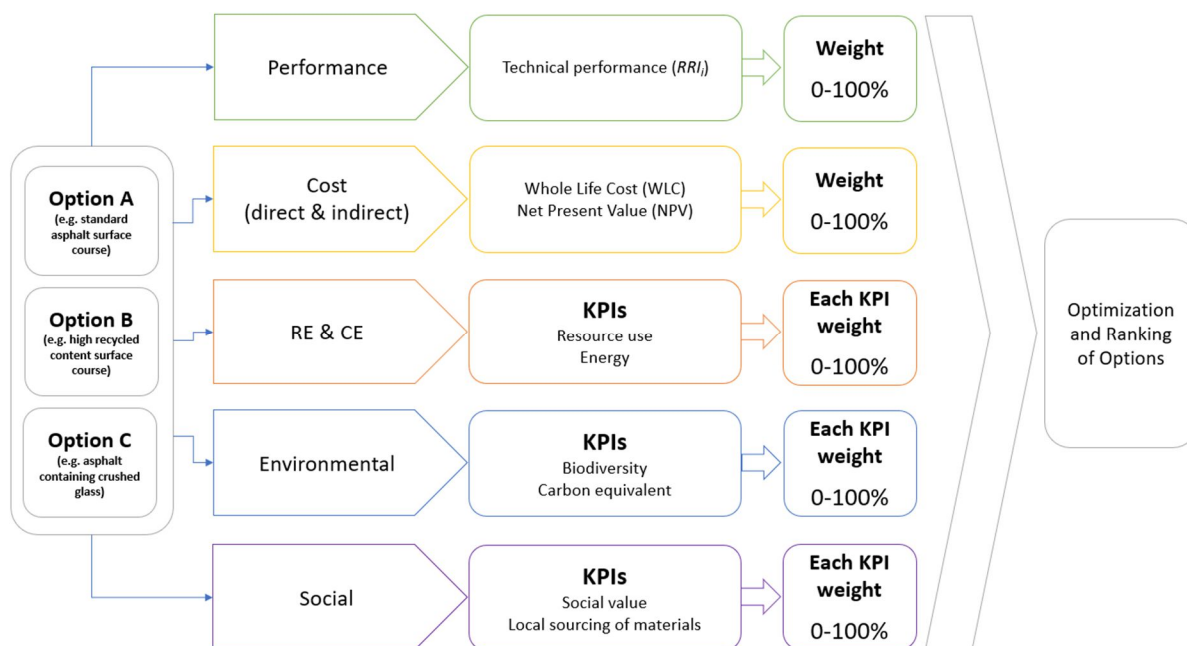 Option A
(e.g. standard
asphalt surface
course)
Option B
(e.g. high recycled
content surface
course)
Option C
(e.g. asphalt
containing crushed
glass)
Performance
Technical performance (RRIᵢ)
Weight
0-100%
Cost
(direct & indirect)
Whole Life Cost (WLC)
Net Present Value (NPV)
Weight
0-100%
RE & CE
KPIs
Resource use
Energy
Each KPI
weight
0-100%
Environmental
KPIs
Biodiversity
Carbon equivalent
Each KPI
weight
0-100%
Social
KPIs
Social value
Local sourcing of materials
Each KPI
weight
0-100%
Optimization
and Ranking
of Options